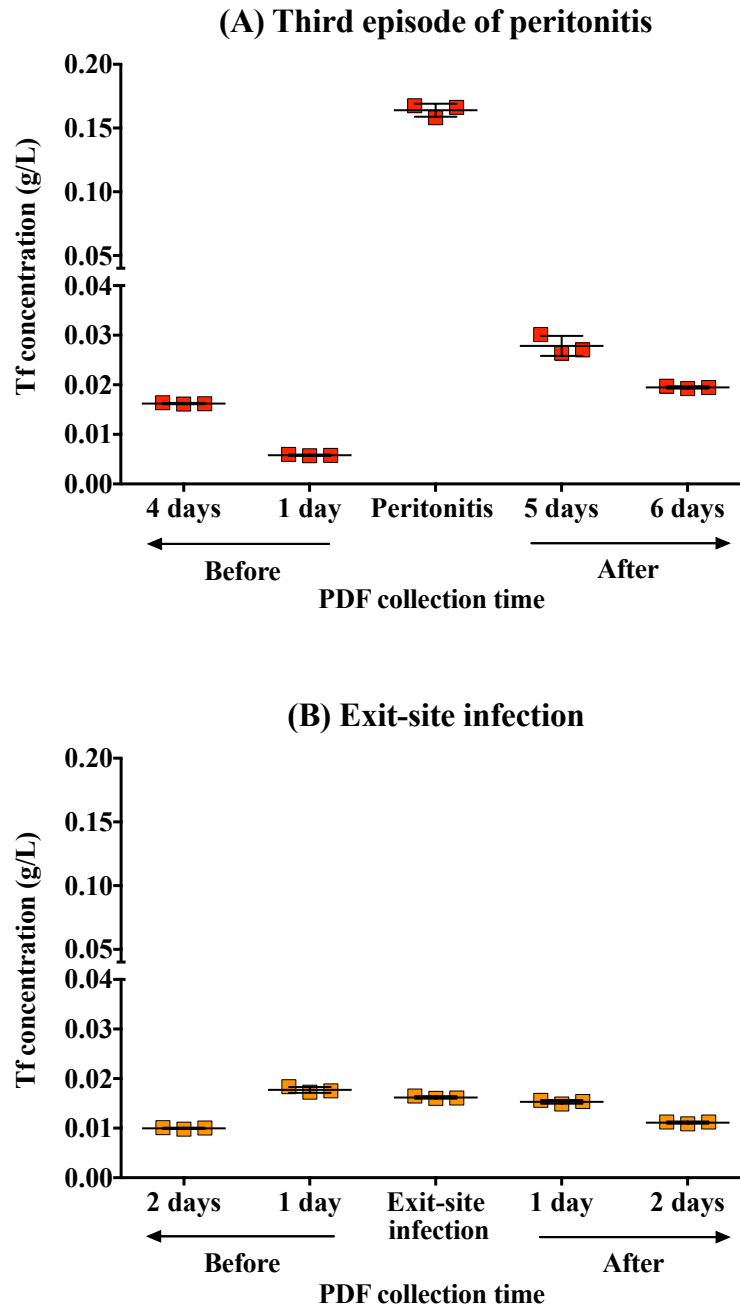 (A) Third episode of peritonitis
0.20
0.15
0.10
0.05
0.04
0.03
0.02
0.01
0.00
Tf concentration (g/L)
4 days 1 day Peritonitis 5 days 6 days
Before After
PDF collection time
(B) Exit-site infection
0.20
0.15
0.10
0.05
0.04
0.03
0.02
0.01
0.00
Tf concentration (g/L)
2 days 1 day Exit-site 1 day 2 days
infection
Before After
PDF collection time